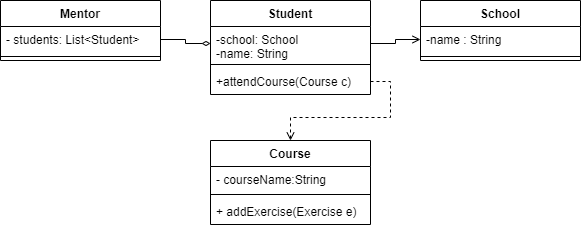 Mentor
- students: List<Student>
Student
-school: School
-name: String
+attendCourse(Course c)
School
-name : String
Course
- courseName:String
+ addExercise(Exercise e)